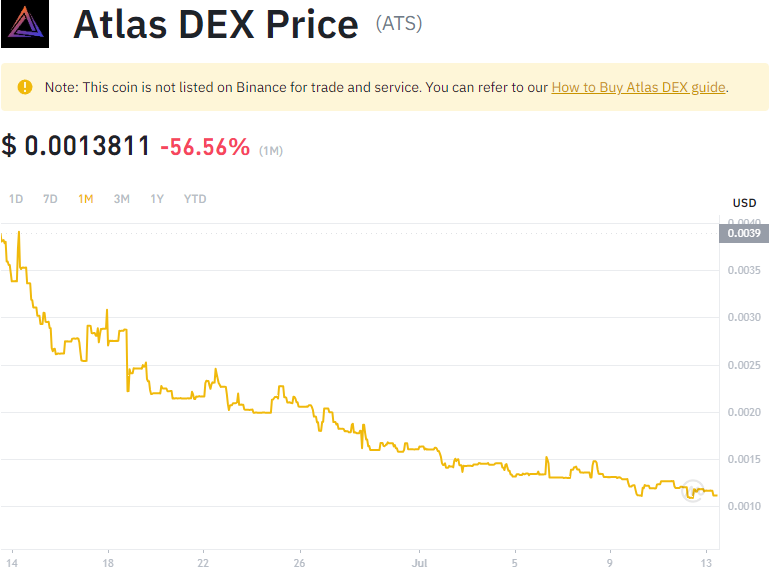 Atlas DEX Price (ATS)
Note: This coin is not listed on Binance for trade and service. You can refer to our How to Buy Atlas DEX guide.
$ 0.0013811 -56.56% (1M)
1D 7D 1M 3M 1Y YTD
USD
0.0040
0.0039
0.0035
0.0030
0.0025
0.0020
0.0015
0.0010
14 18 22 26 Jul 5 9 13